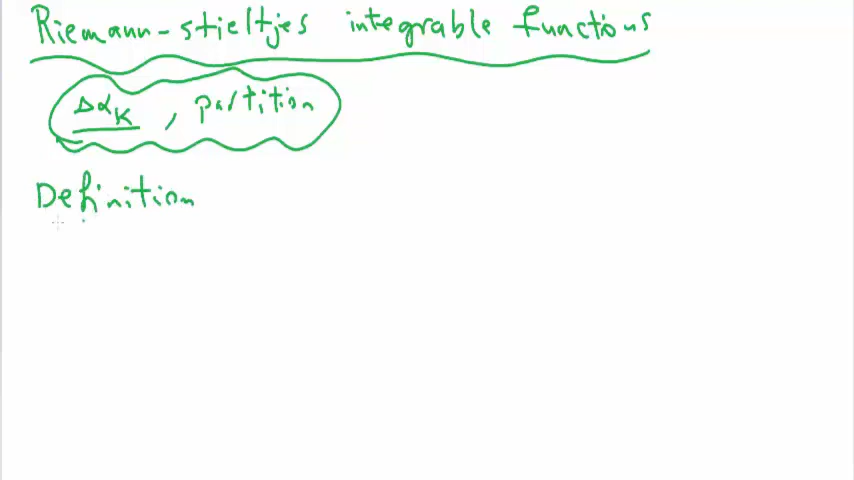 Riemann-stieltjes integrable functions
Δα_K , partition
Definition